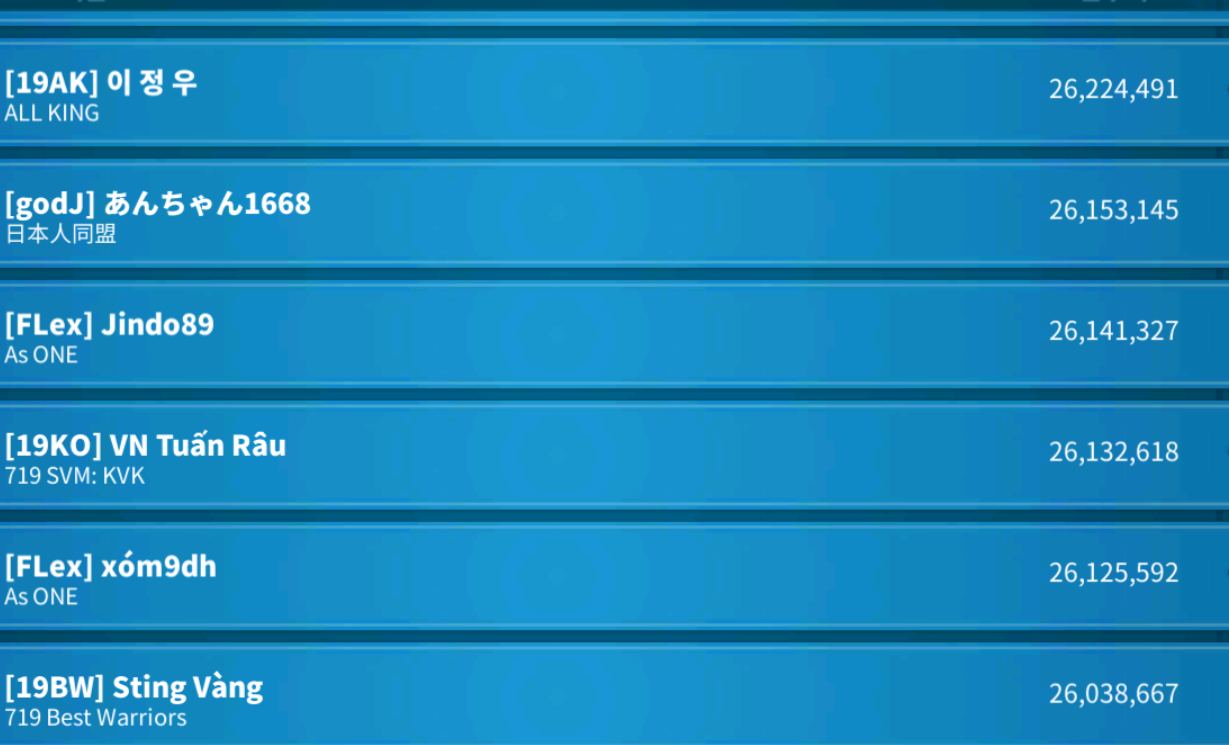 [19AK] 이 정 우
ALL KING
26,224,491
[godJ] あんちゃん1668
日本人同盟
26,153,145
[FLex] Jindo89
As ONE
26,141,327
[19KO] VN Tuấn Râu
719 SVM: KVK
26,132,618
[FLex] xóm9dh
As ONE
26,125,592
[19BW] Sting Vàng
719 Best Warriors
26,038,667